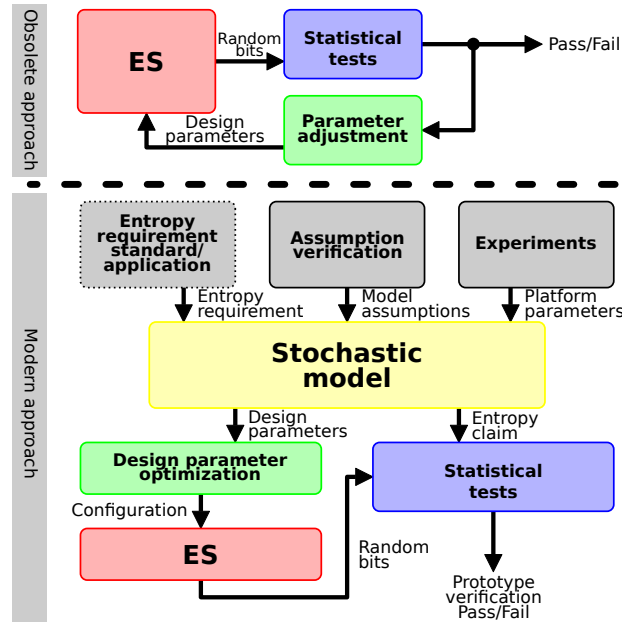 Obsolete approach
ES
Random
bits
Statistical
tests
Pass/Fail
Design
parameters
Parameter
adjustment
Modern approach
Entropy
requirement
standard/
application
Assumption
verification
Experiments
Entropy
requirement
Model
assumptions
Platform
parameters
Stochastic
model
Design
parameters
Entropy
claim
Design parameter
optimization
Statistical
tests
Configuration
ES
Random
bits
Prototype
verification
Pass/Fail